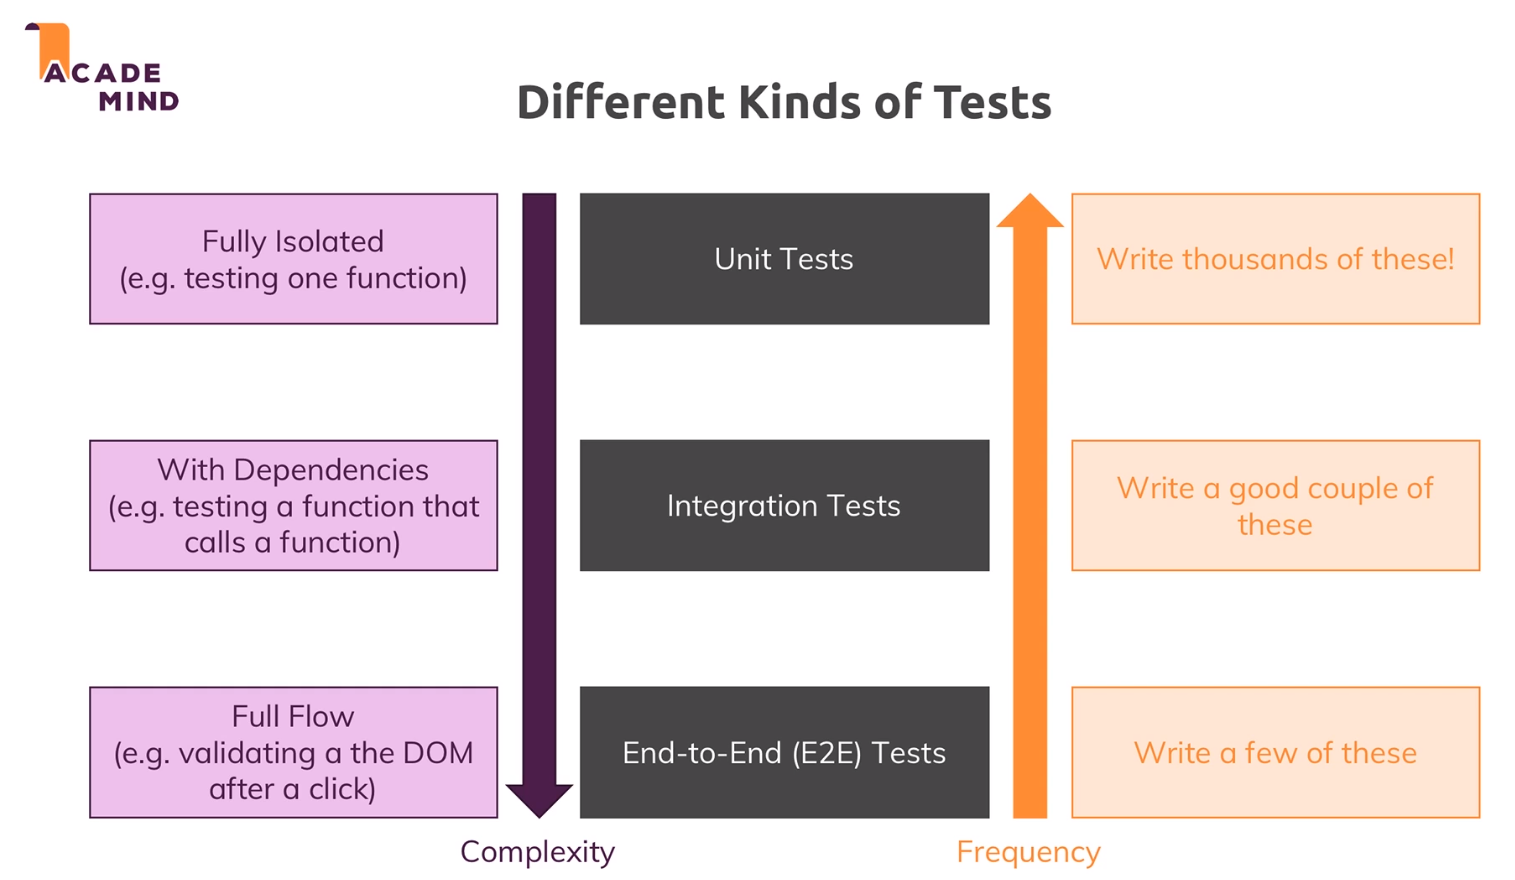 ACADE
MIND
Different Kinds of Tests
Fully Isolated
(e.g. testing one function)
Unit Tests
Write thousands of these!
With Dependencies
(e.g. testing a function that
calls a function)
Integration Tests
Write a good couple of
these
Full Flow
(e.g. validating a the DOM
after a click)
End-to-End (E2E) Tests
Write a few of these
Complexity
Frequency